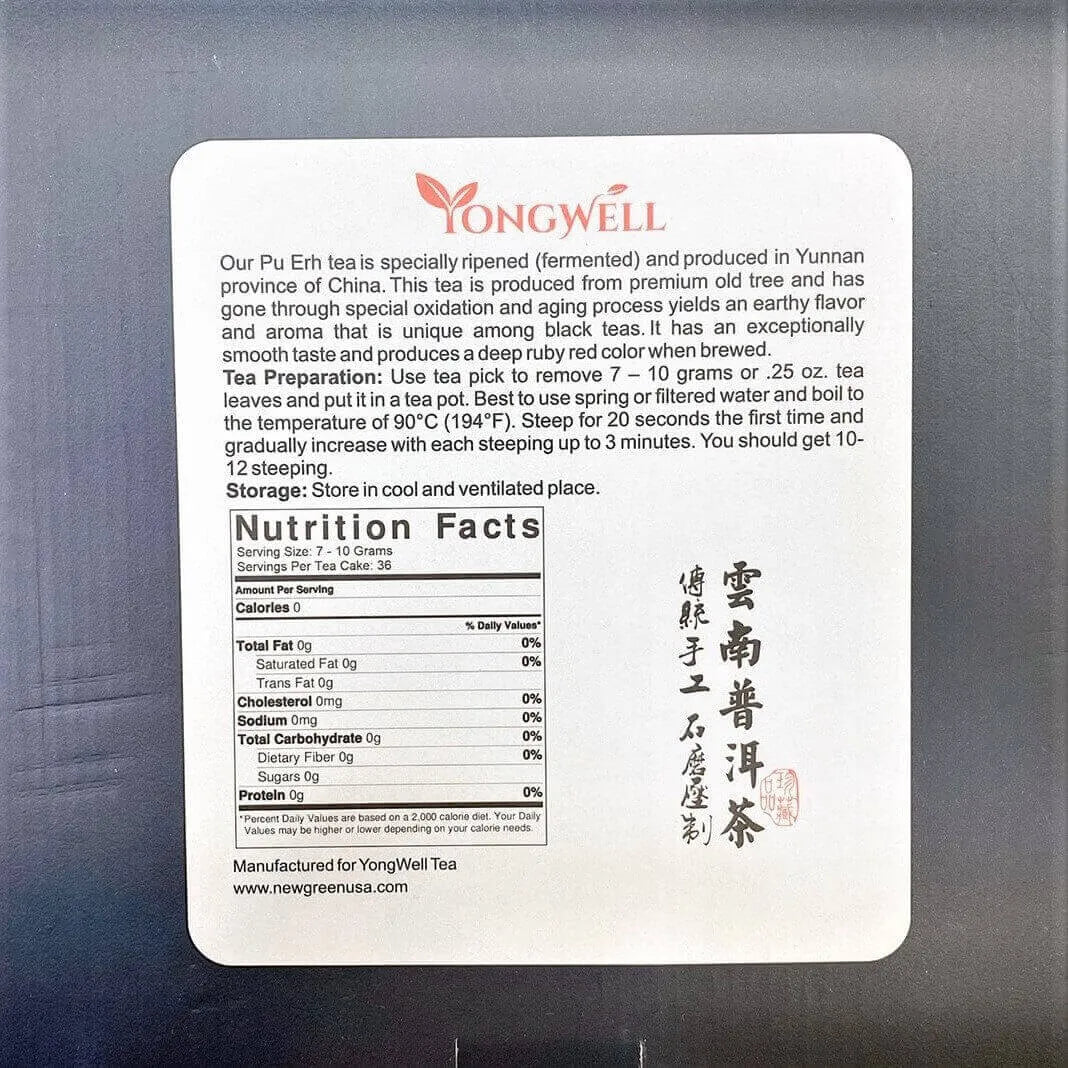 YONGWELL
Our Pu Erh tea is specially ripened (fermented) and produced in Yunnan
province of China. This tea is produced from premium old tree and has
gone through special oxidation and aging process yields an earthy flavor
and aroma that is unique among black teas. It has an exceptionally
smooth taste and produces a deep ruby red color when brewed.
Tea Preparation: Use tea pick to remove 7 – 10 grams or .25 oz. tea
leaves and put it in a tea pot. Best to use spring or filtered water and boil to
the temperature of 90°C (194°F). Steep for 20 seconds the first time and
gradually increase with each steeping up to 3 minutes. You should get 10-
12 steeping.
Storage: Store in cool and ventilated place.
Nutrition Facts
Serving Size: 7 - 10 Grams
Servings Per Tea Cake: 36
Amount Per Serving
Calories 0
% Daily Values*
Total Fat 0g 0%
Saturated Fat 0g 0%
Trans Fat 0g
Cholesterol 0mg 0%
Sodium 0mg 0%
Total Carbohydrate 0g 0%
Dietary Fiber 0g 0%
Sugars 0g
Protein 0g 0%
*Percent Daily Values are based on a 2,000 calorie diet. Your Daily
Values may be higher or lower depending on your calorie needs.
Manufactured for YongWell Tea
www.newgreenusa.com
雲南普洱茶
傳統手工石磨壓制
珍藏
品